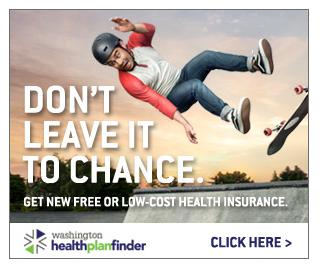 DON'T
LEAVE IT
TO CHANCE.
GET NEW FREE OR LOW-COST HEALTH INSURANCE.
washington
healthplanfinder
CLICK HERE >